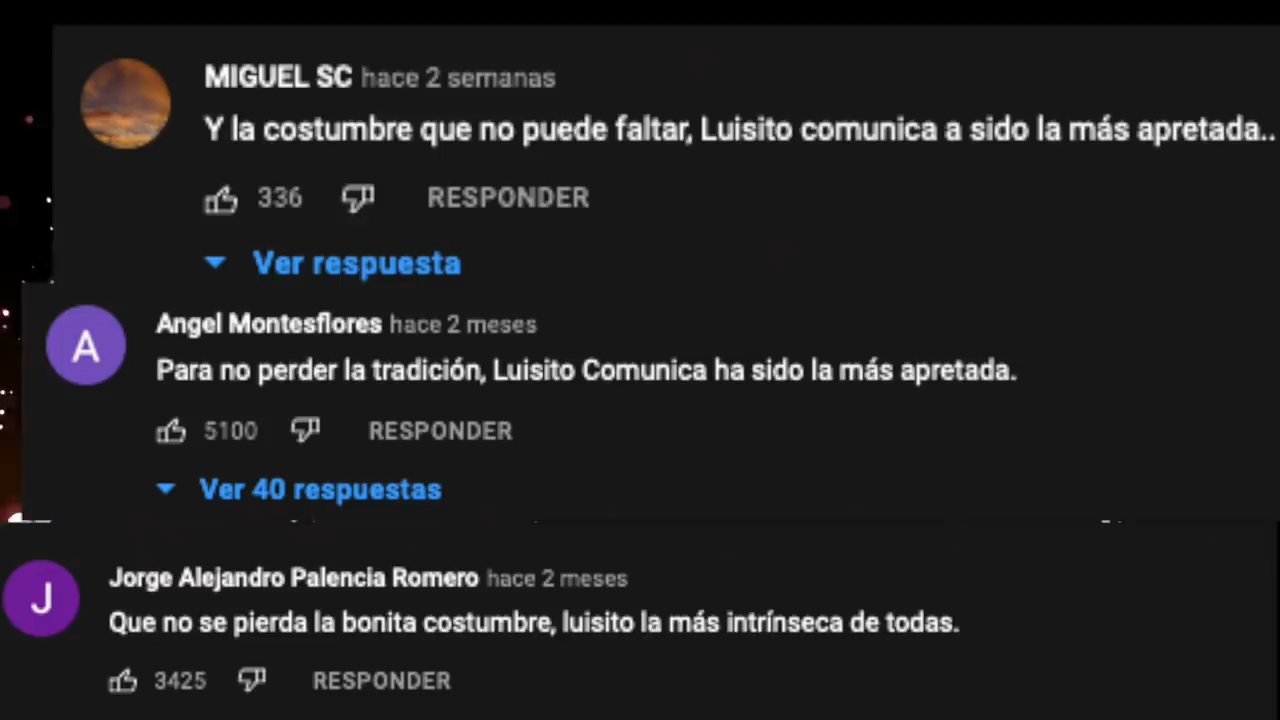 MIGUEL SC hace 2 semanas
Y la costumbre que no puede faltar, Luisito comunica a sido la más apretada..
336 RESPONDER
Ver respuesta
A
Angel Montesflores hace 2 meses
Para no perder la tradición, Luisito Comunica ha sido la más apretada.
5100 RESPONDER
Ver 40 respuestas
J
Jorge Alejandro Palencia Romero hace 2 meses
Que no se pierda la bonita costumbre, luisito la más intrínseca de todas.
3425 RESPONDER